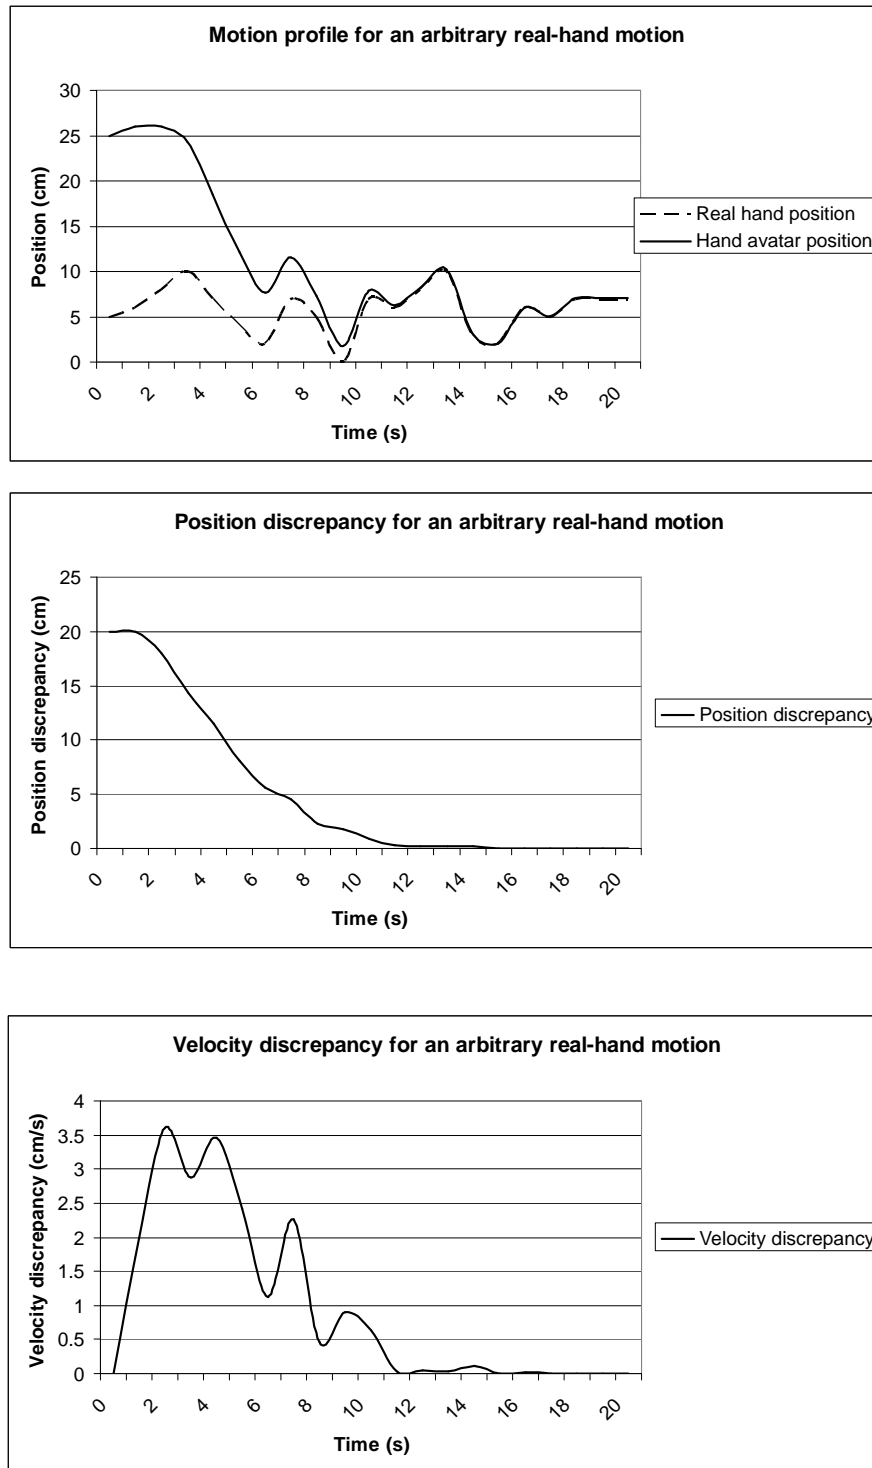 Motion profile for an arbitrary real-hand motion
30
25
20
15
10
5
0
Position (cm)
0 2 4 6 8 10 12 14 16 18 20
Time (s)
Real hand position
Hand avatar position
Position discrepancy for an arbitrary real-hand motion
25
20
15
10
5
0
Position discrepancy (cm)
0 2 4 6 8 10 12 14 16 18 20
Time (s)
Position discrepancy
Velocity discrepancy for an arbitrary real-hand motion
4
3.5
3
2.5
2
1.5
1
0.5
0
Velocity discrepancy (cm/s)
0 2 4 6 8 10 12 14 16 18 20
Time (s)
Velocity discrepancy